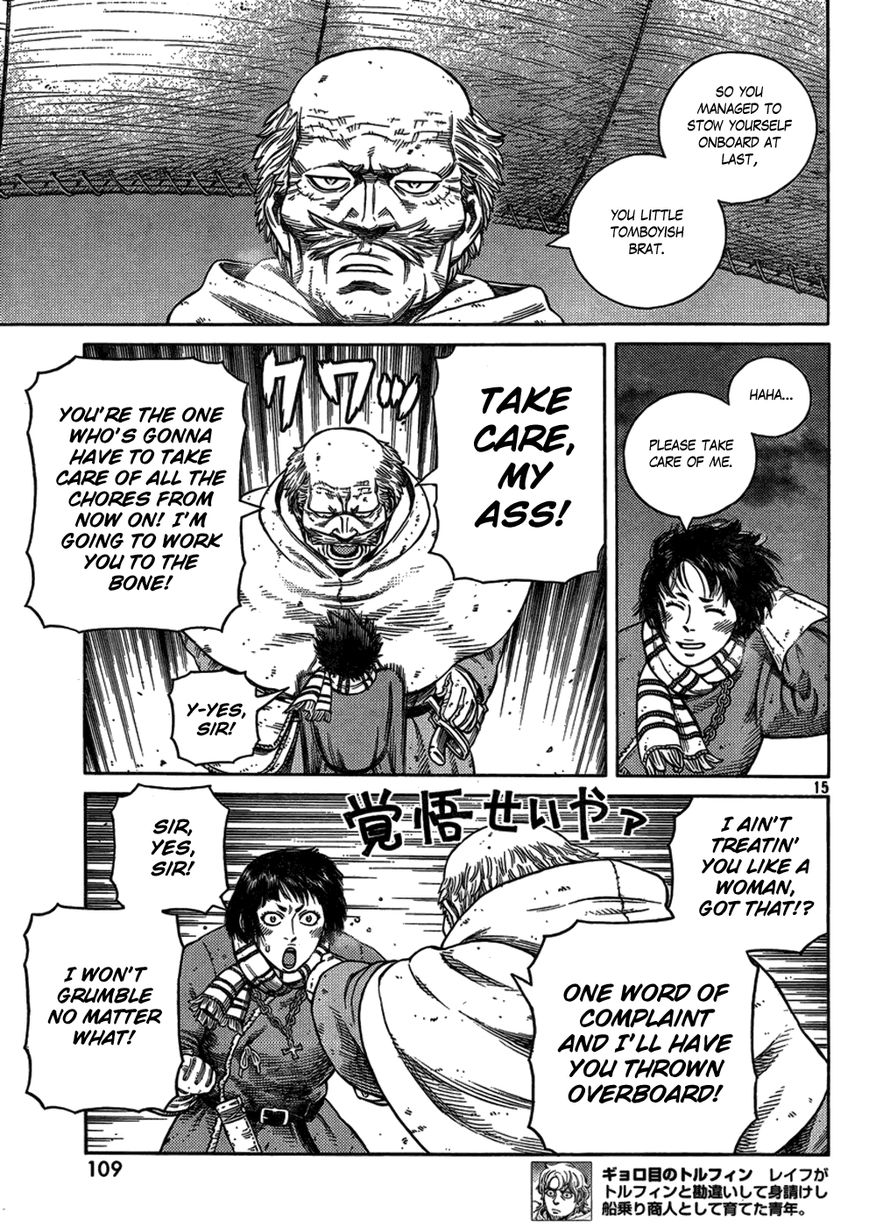 SO YOU
MANAGED TO
STOW YOURSELF
ONBOARD AT
LAST,
YOU LITTLE
TOMBOYISH
BRAT.
HAHA...
PLEASE TAKE
CARE OF ME.
クワッ
TAKE
CARE,
MY
ASS!
YOU'RE THE ONE
WHO'S GONNA
HAVE TO TAKE
CARE OF ALL THE
CHORES FROM
NOW ON! I'M
GOING TO WORK
YOU TO THE
BONE!
Y-YES,
SIR!
15
I AIN'T
TREATIN'
YOU LIKE A
WOMAN,
GOT THAT!?
ONE WORD OF
COMPLAINT
AND I'LL HAVE
YOU THROWN
OVERBOARD!
覚悟せいやァ
SIR,
YES,
SIR!
I WON'T
GRUMBLE
NO MATTER
WHAT!
109
ギョロ目のトルフィン レイフが
トルフィンと勘違いして身請けし
船乗り商人として育てた青年。